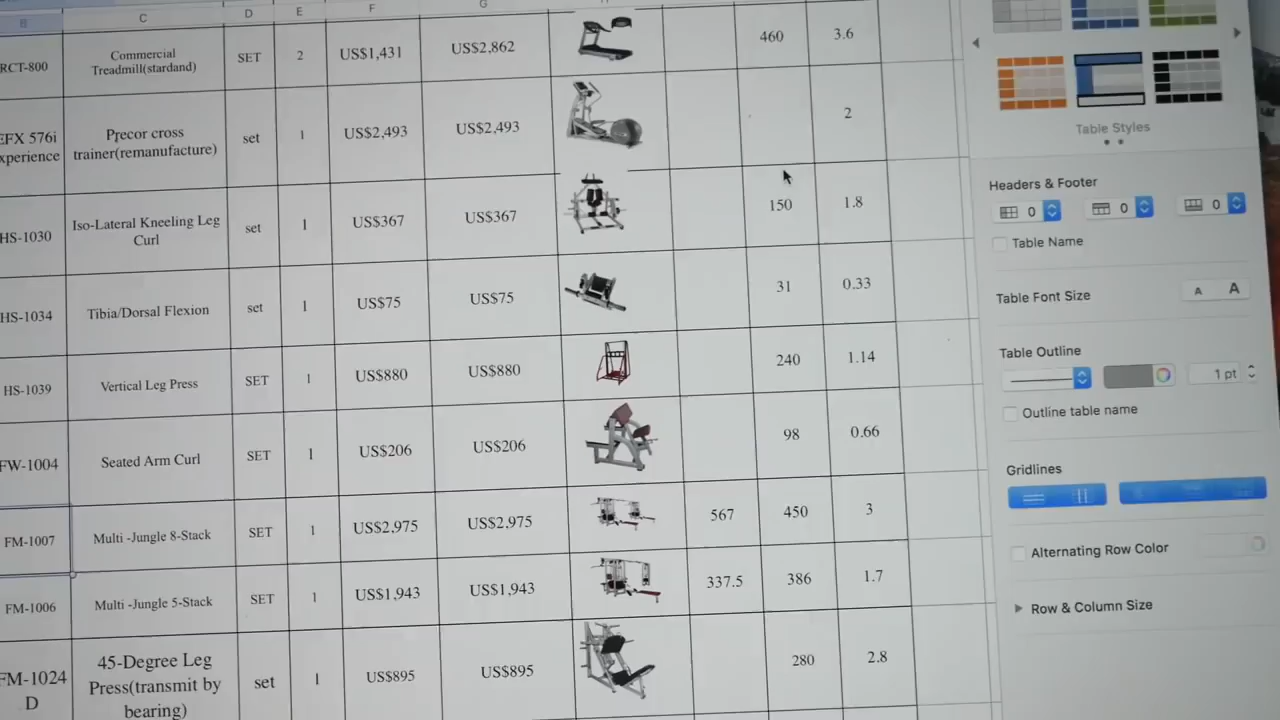 B C D E F G
RCT-800 Commercial Treadmill(stardand) SET 2 US$1,431 US$2,862 460 3.6
EFX 576i xperience Precor cross trainer(remanufacture) set 1 US$2,493 US$2,493 2
HS-1030 Iso-Lateral Kneeling Leg Curl set 1 US$367 US$367 150 1.8
HS-1034 Tibia/Dorsal Flexion set 1 US$75 US$75 31 0.33
HS-1039 Vertical Leg Press SET 1 US$880 US$880 240 1.14
FW-1004 Seated Arm Curl SET 1 US$206 US$206 98 0.66
FM-1007 Multi -Jungle 8-Stack SET 1 US$2,975 US$2,975 567 450 3
FM-1006 Multi -Jungle 5-Stack SET 1 US$1,943 US$1,943 337.5 386 1.7
FM-1024 D 45-Degree Leg Press(transmit by bearing) set 1 US$895 US$895 280 2.8
Table Styles
Headers & Footer
0 0 0
Table Name
Table Font Size A A
Table Outline
1 pt
Outline table name
Gridlines
Alternating Row Color
Row & Column Size